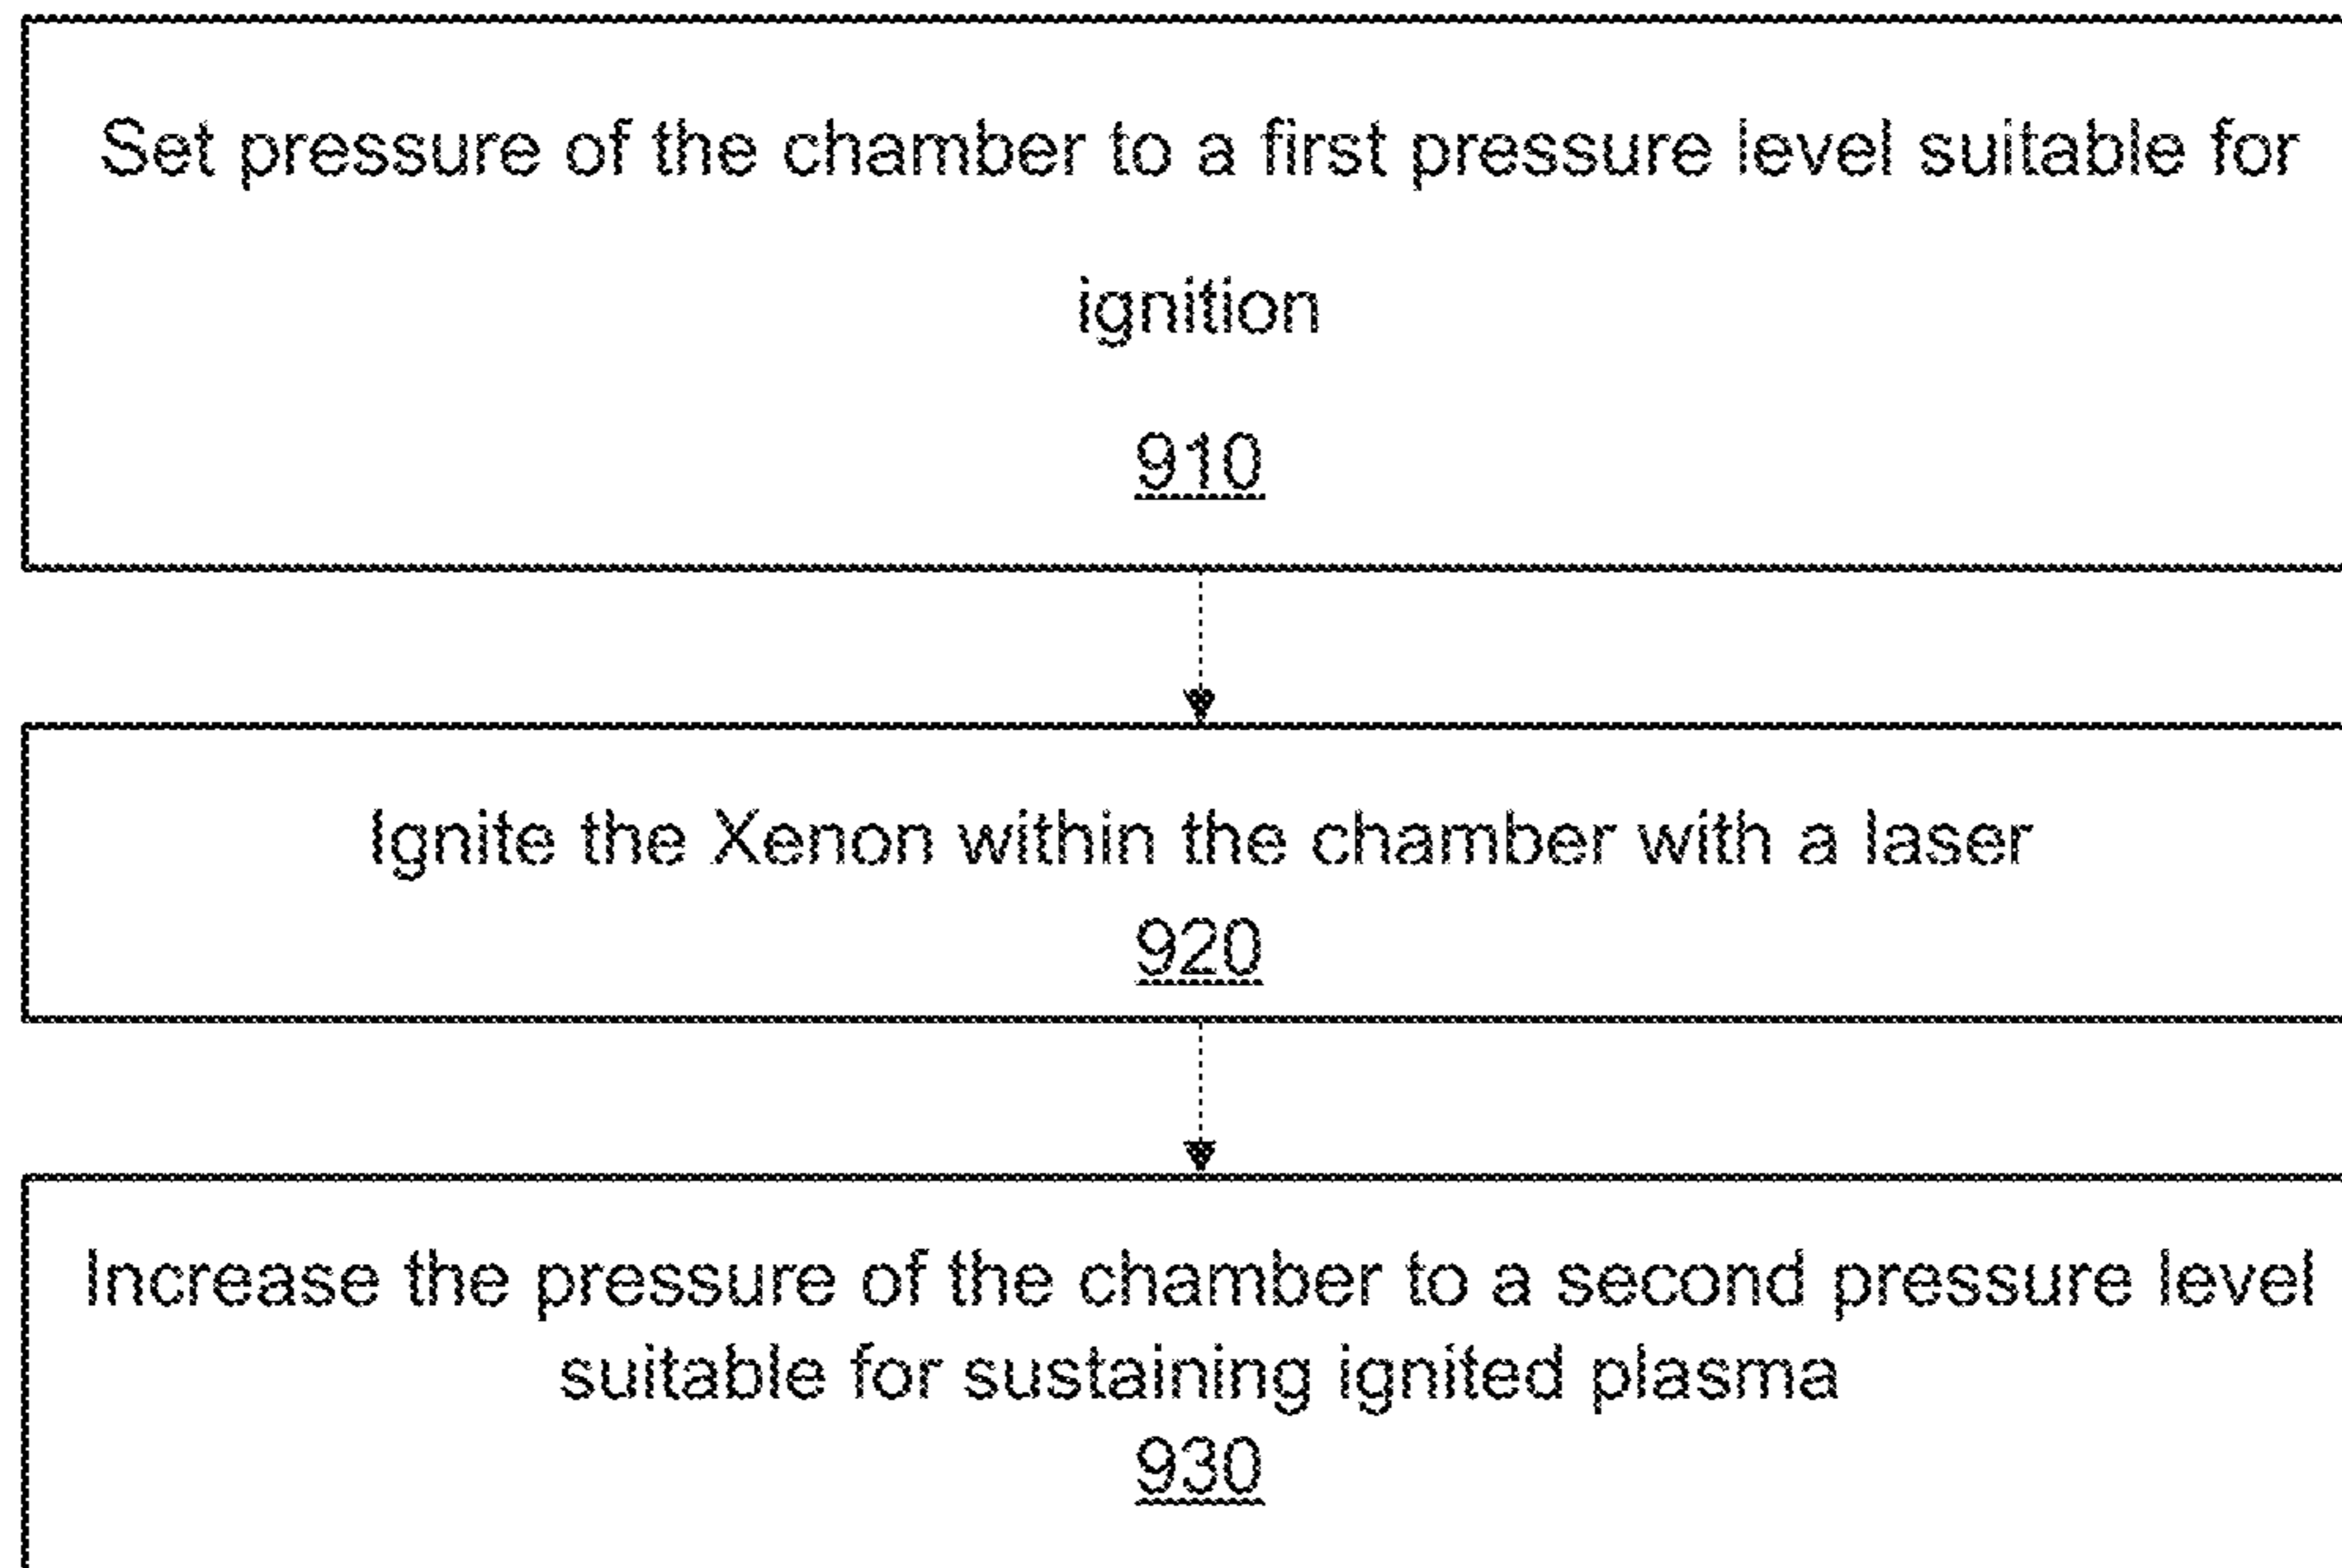 Set pressure of the chamber to a first pressure level suitable for
ignition
910
Ignite the Xenon within the chamber with a laser
920
Increase the pressure of the chamber to a second pressure level
suitable for sustaining ignited plasma
930